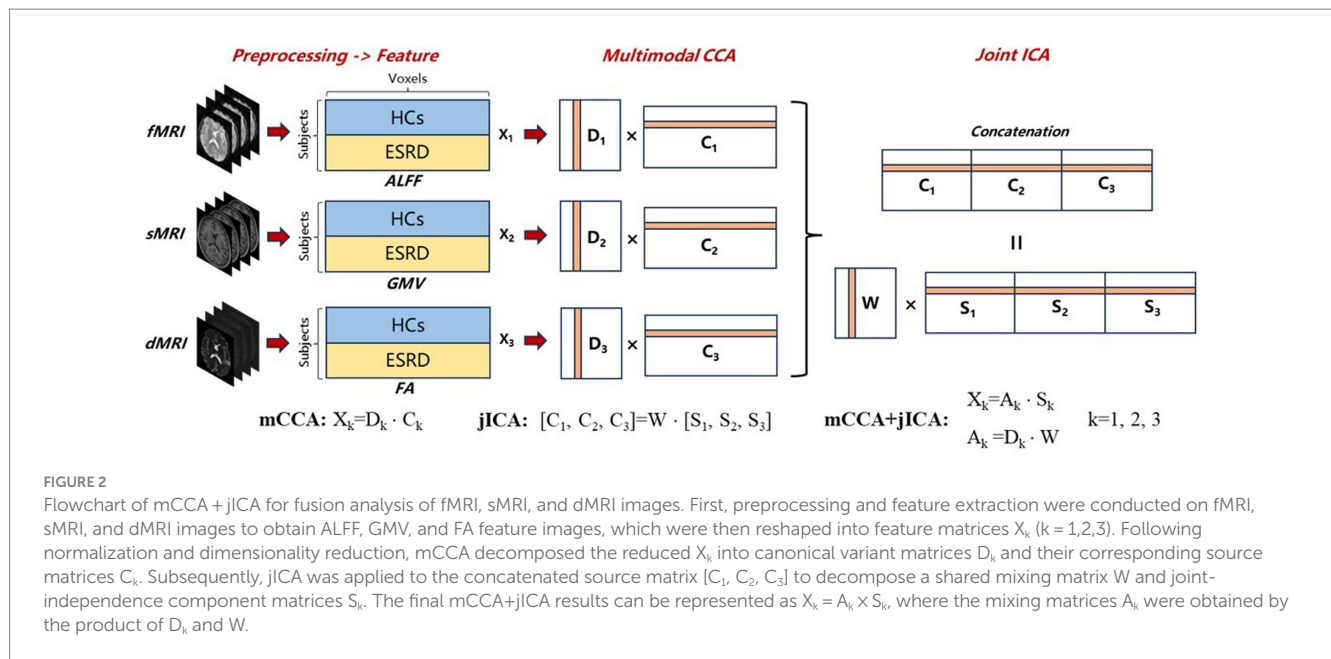 Preprocessing -> Feature
Multimodal CCA
Joint ICA
Voxels
fMRI
Subjects
HCs
ESRD
ALFF
X₁
D₁ × C₁
sMRI
Subjects
HCs
ESRD
GMV
X₂
D₂ × C₂
dMRI
Subjects
HCs
ESRD
FA
X₃
D₃ × C₃
Concatenation
C₁ C₂ C₃
=
W × S₁ S₂ S₃
mCCA: Xₖ=Dₖ · Cₖ
jICA: [C₁, C₂, C₃]=W · [S₁, S₂, S₃]
mCCA+jICA: Xₖ=Aₖ · Sₖ
Aₖ =Dₖ · W
k=1, 2, 3
FIGURE 2
Flowchart of mCCA + jICA for fusion analysis of fMRI, sMRI, and dMRI images. First, preprocessing and feature extraction were conducted on fMRI,
sMRI, and dMRI images to obtain ALFF, GMV, and FA feature images, which were then reshaped into feature matrices Xₖ (k = 1,2,3). Following
normalization and dimensionality reduction, mCCA decomposed the reduced Xₖ into canonical variant matrices Dₖ and their corresponding source
matrices Cₖ. Subsequently, jICA was applied to the concatenated source matrix [C₁, C₂, C₃] to decompose a shared mixing matrix W and joint-
independence component matrices Sₖ. The final mCCA+jICA results can be represented as Xₖ = Aₖ × Sₖ, where the mixing matrices Aₖ were obtained by
the product of Dₖ and W.